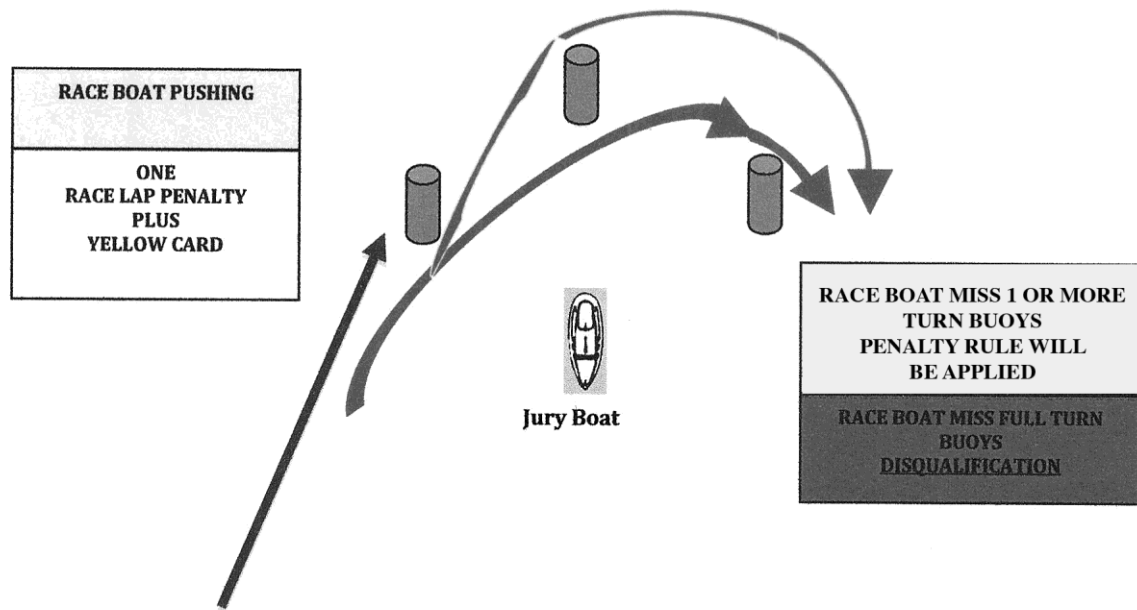 RACE BOAT PUSHING
ONE
RACE LAP PENALTY
PLUS
YELLOW CARD
Jury Boat
RACE BOAT MISS 1 OR MORE
TURN BUOYS
PENALTY RULE WILL
BE APPLIED
RACE BOAT MISS FULL TURN
BUOYS
DISQUALIFICATION